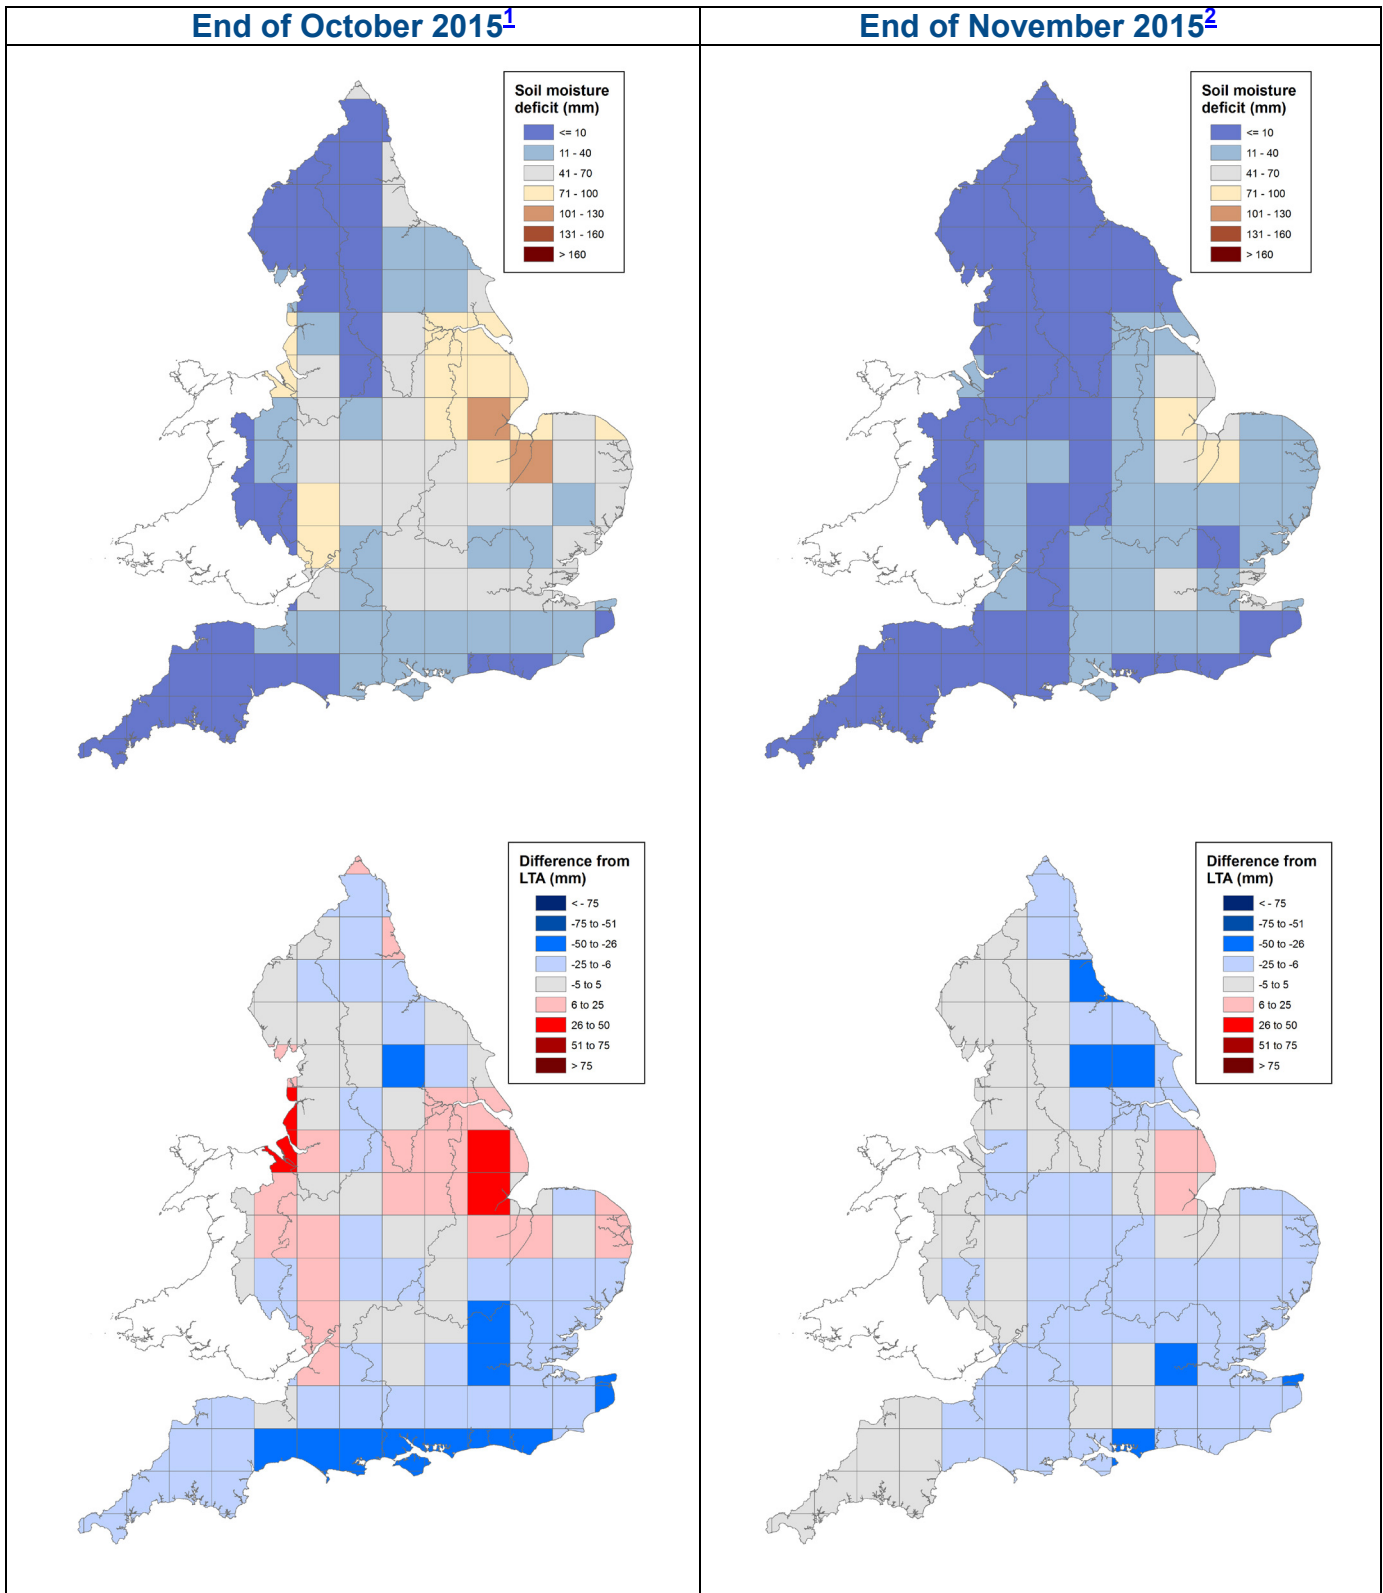 End of October 2015¹
End of November 2015²
Soil moisture
deficit (mm)
<= 10
11 - 40
41 - 70
71 - 100
101 - 130
131 - 160
> 160
Soil moisture
deficit (mm)
<= 10
11 - 40
41 - 70
71 - 100
101 - 130
131 - 160
> 160
Difference from
LTA (mm)
< - 75
-75 to -51
-50 to -26
-25 to -6
-5 to 5
6 to 25
26 to 50
51 to 75
> 75
Difference from
LTA (mm)
< - 75
-75 to -51
-50 to -26
-25 to -6
-5 to 5
6 to 25
26 to 50
51 to 75
> 75